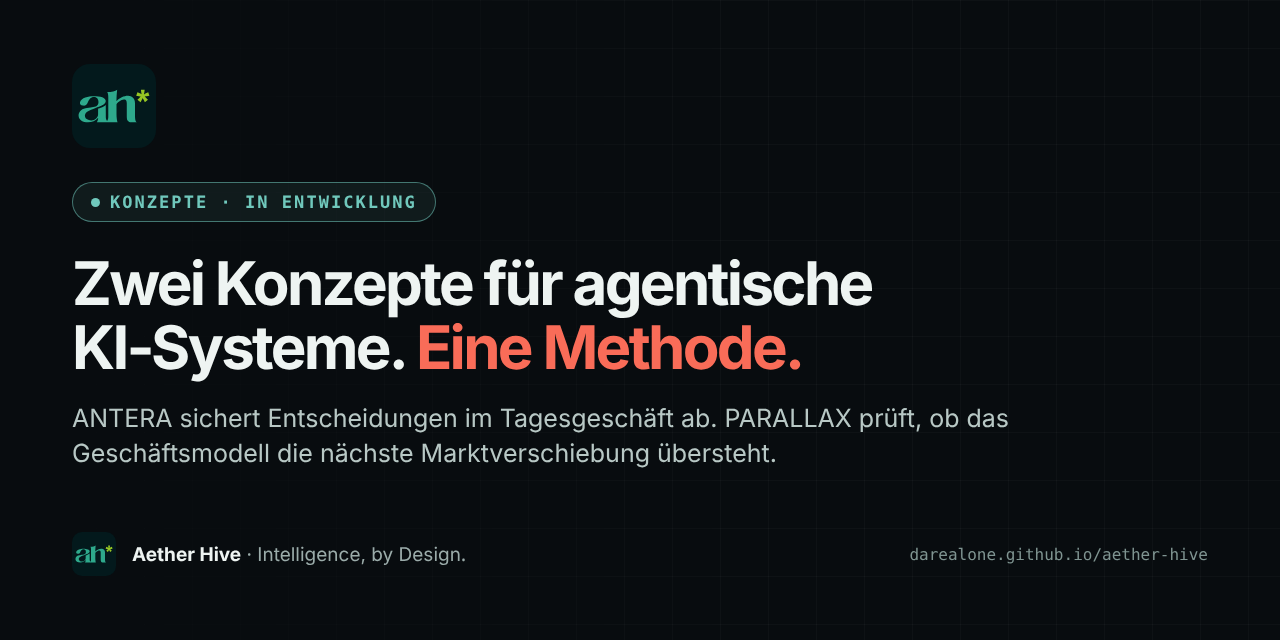 ah*
KONZEPTE · IN ENTWICKLUNG
Zwei Konzepte für agentische
KI-Systeme. Eine Methode.
ANTERA sichert Entscheidungen im Tagesgeschäft ab. PARALLAX prüft, ob das
Geschäftsmodell die nächste Marktverschiebung übersteht.
ah* Aether Hive · Intelligence, by Design.
darealone.github.io/aether-hive